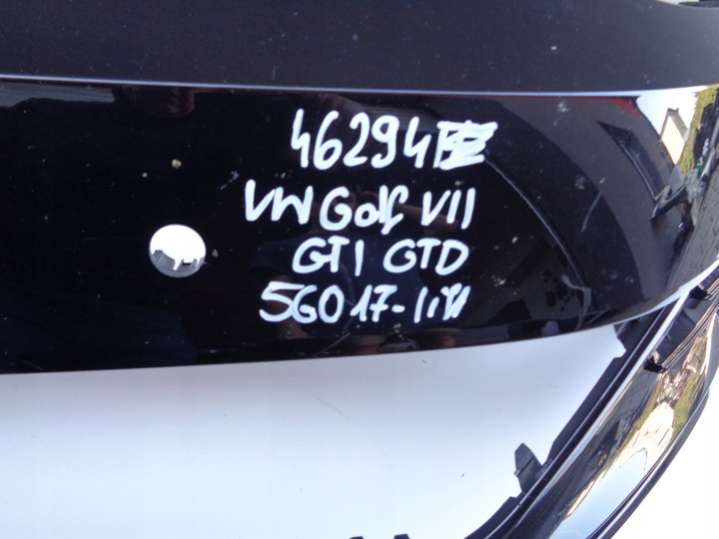 46294
VW Golf VII
GTI GTD
5G0 17-